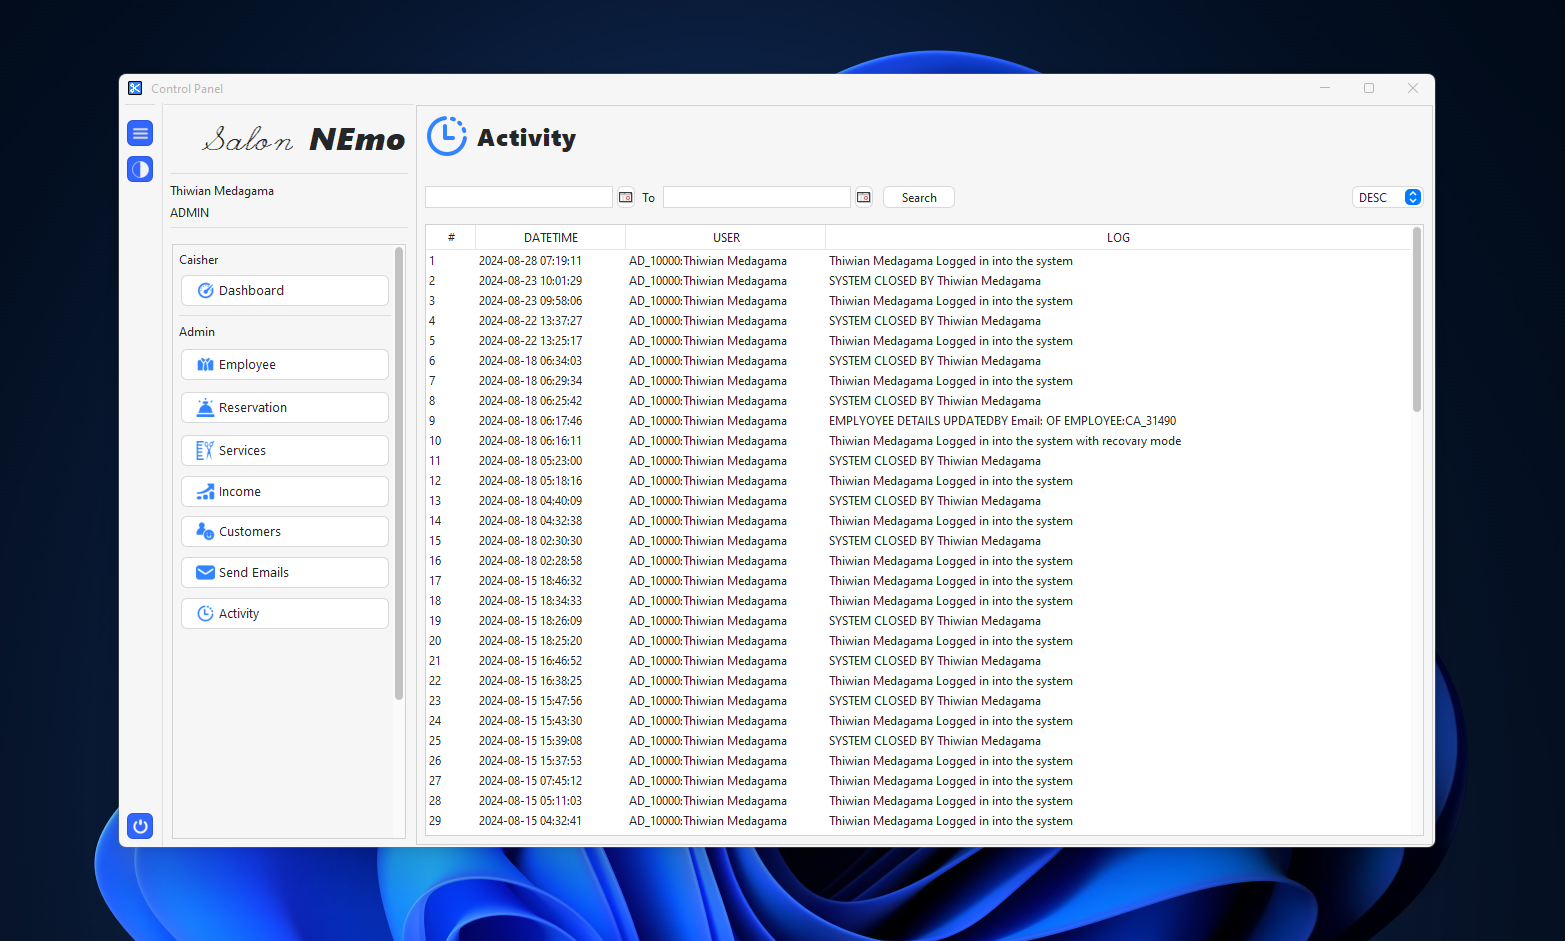 Control Panel
Salon NEmo
Thiwian Medagama
ADMIN
Caisher
Dashboard
Admin
Employee
Reservation
Services
Income
Customers
Send Emails
Activity
Activity
To Search DESC
# DATETIME USER LOG
1 2024-08-28 07:19:11 AD_10000:Thiwian Medagama Thiwian Medagama Logged in into the system
2 2024-08-23 10:01:29 AD_10000:Thiwian Medagama SYSTEM CLOSED BY Thiwian Medagama
3 2024-08-23 09:58:06 AD_10000:Thiwian Medagama Thiwian Medagama Logged in into the system
4 2024-08-22 13:37:27 AD_10000:Thiwian Medagama SYSTEM CLOSED BY Thiwian Medagama
5 2024-08-22 13:25:17 AD_10000:Thiwian Medagama Thiwian Medagama Logged in into the system
6 2024-08-18 06:34:03 AD_10000:Thiwian Medagama SYSTEM CLOSED BY Thiwian Medagama
7 2024-08-18 06:29:34 AD_10000:Thiwian Medagama Thiwian Medagama Logged in into the system
8 2024-08-18 06:25:42 AD_10000:Thiwian Medagama SYSTEM CLOSED BY Thiwian Medagama
9 2024-08-18 06:17:46 AD_10000:Thiwian Medagama EMPLYOYEE DETAILS UPDATEDBY Email: OF EMPLOYEE:CA_31490
10 2024-08-18 06:16:11 AD_10000:Thiwian Medagama Thiwian Medagama Logged in into the system with recovary mode
11 2024-08-18 05:23:00 AD_10000:Thiwian Medagama SYSTEM CLOSED BY Thiwian Medagama
12 2024-08-18 05:18:16 AD_10000:Thiwian Medagama Thiwian Medagama Logged in into the system
13 2024-08-18 04:40:09 AD_10000:Thiwian Medagama SYSTEM CLOSED BY Thiwian Medagama
14 2024-08-18 04:32:38 AD_10000:Thiwian Medagama Thiwian Medagama Logged in into the system
15 2024-08-18 02:30:30 AD_10000:Thiwian Medagama SYSTEM CLOSED BY Thiwian Medagama
16 2024-08-18 02:28:58 AD_10000:Thiwian Medagama Thiwian Medagama Logged in into the system
17 2024-08-15 18:46:32 AD_10000:Thiwian Medagama Thiwian Medagama Logged in into the system
18 2024-08-15 18:34:33 AD_10000:Thiwian Medagama Thiwian Medagama Logged in into the system
19 2024-08-15 18:26:09 AD_10000:Thiwian Medagama SYSTEM CLOSED BY Thiwian Medagama
20 2024-08-15 18:25:20 AD_10000:Thiwian Medagama Thiwian Medagama Logged in into the system
21 2024-08-15 16:46:52 AD_10000:Thiwian Medagama SYSTEM CLOSED BY Thiwian Medagama
22 2024-08-15 16:38:25 AD_10000:Thiwian Medagama Thiwian Medagama Logged in into the system
23 2024-08-15 15:47:56 AD_10000:Thiwian Medagama SYSTEM CLOSED BY Thiwian Medagama
24 2024-08-15 15:43:30 AD_10000:Thiwian Medagama Thiwian Medagama Logged in into the system
25 2024-08-15 15:39:08 AD_10000:Thiwian Medagama SYSTEM CLOSED BY Thiwian Medagama
26 2024-08-15 15:37:53 AD_10000:Thiwian Medagama Thiwian Medagama Logged in into the system
27 2024-08-15 07:45:12 AD_10000:Thiwian Medagama Thiwian Medagama Logged in into the system
28 2024-08-15 05:11:03 AD_10000:Thiwian Medagama Thiwian Medagama Logged in into the system
29 2024-08-15 04:32:41 AD_10000:Thiwian Medagama Thiwian Medagama Logged in into the system